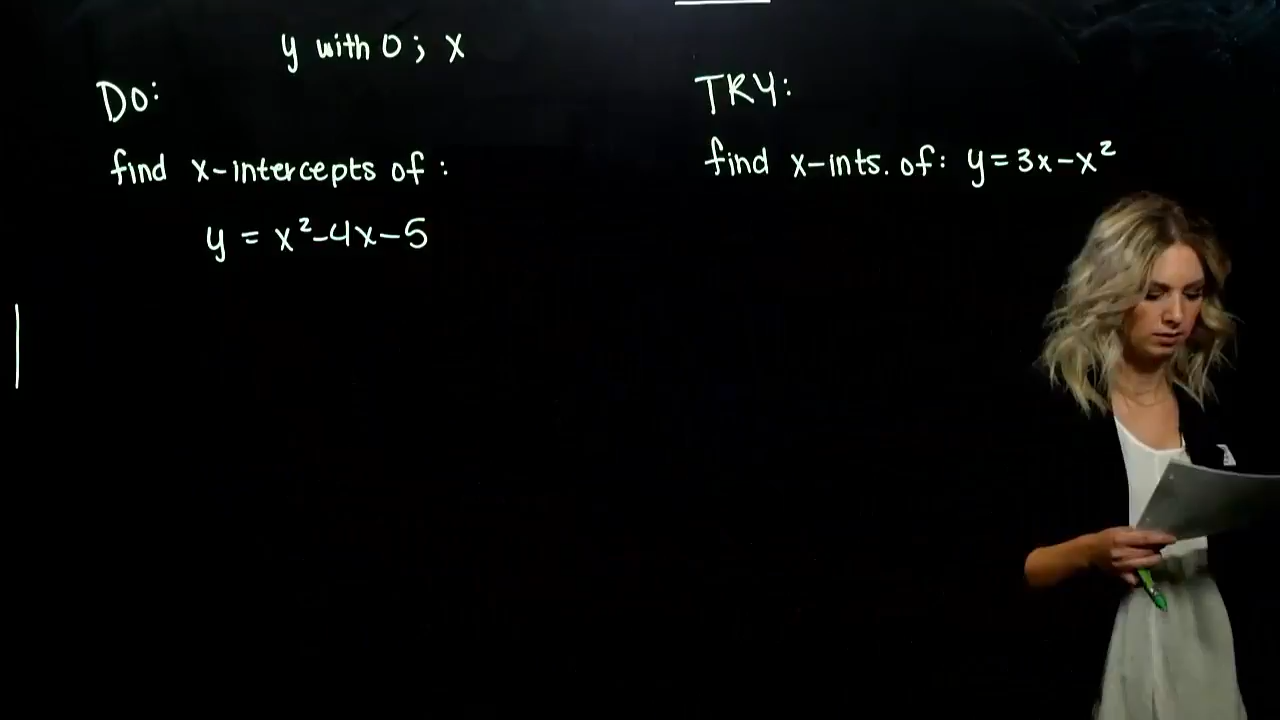 y with 0 ; x
DO:
find x-intercepts of :
y = x²-4x-5
TRY:
find x-ints. of: y=3x-x²